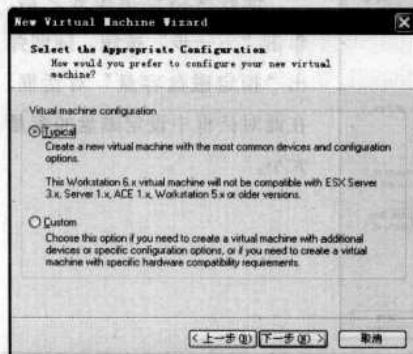 New Virtual Machine Wizard
Select the Appropriate Configuration
How would you prefer to configure your new virtual
machine?
Virtual machine configuration
Typical
Create a new virtual machine with the most common devices and configuration
options.
This Workstation 6.x virtual machine will not be compatible with ESX Server
3.x, Server 1.x, ACE 1.x, Workstation 5.x or older versions.
Custom
Choose this option if you need to create a virtual machine with additional
devices or specific configuration options, or if you need to create a virtual
machine with specific hardware compatibility requirements.
< 上一步(B) 下一步(N) > 取消